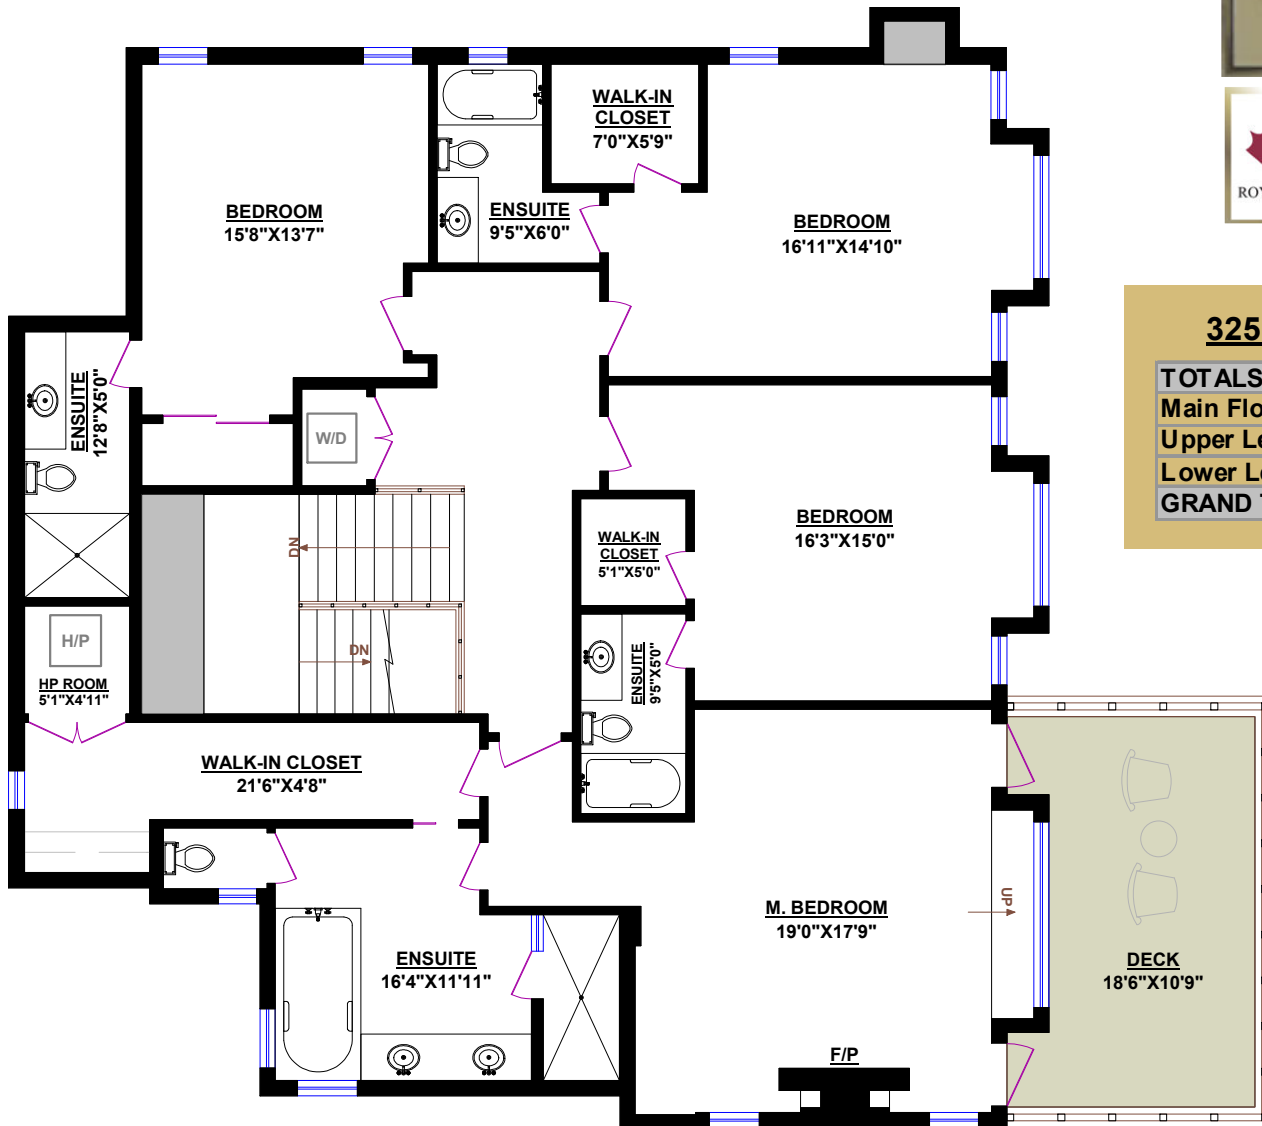 WALK-IN
CLOSET
7'0"X5'9"
BEDROOM
15'8"X13'7"
ENSUITE
9'5"X6'0"
BEDROOM
16'11"X14'10"
325
TOTALS
Main Flo
Upper Le
Lower Le
GRAND
ENSUITE
12'8"X5'0"
W/D
BEDROOM
16'3"X15'0"
WALK-IN
CLOSET
5'1"X5'0"
DN
DN
H/P
HP ROOM
5'1"X4'11"
ENSUITE
9'5"X5'0"
WALK-IN CLOSET
21'6"X4'8"
M. BEDROOM
19'0"X17'9"
UP
ENSUITE
16'4"X11'11"
DECK
18'6"X10'9"
F/P